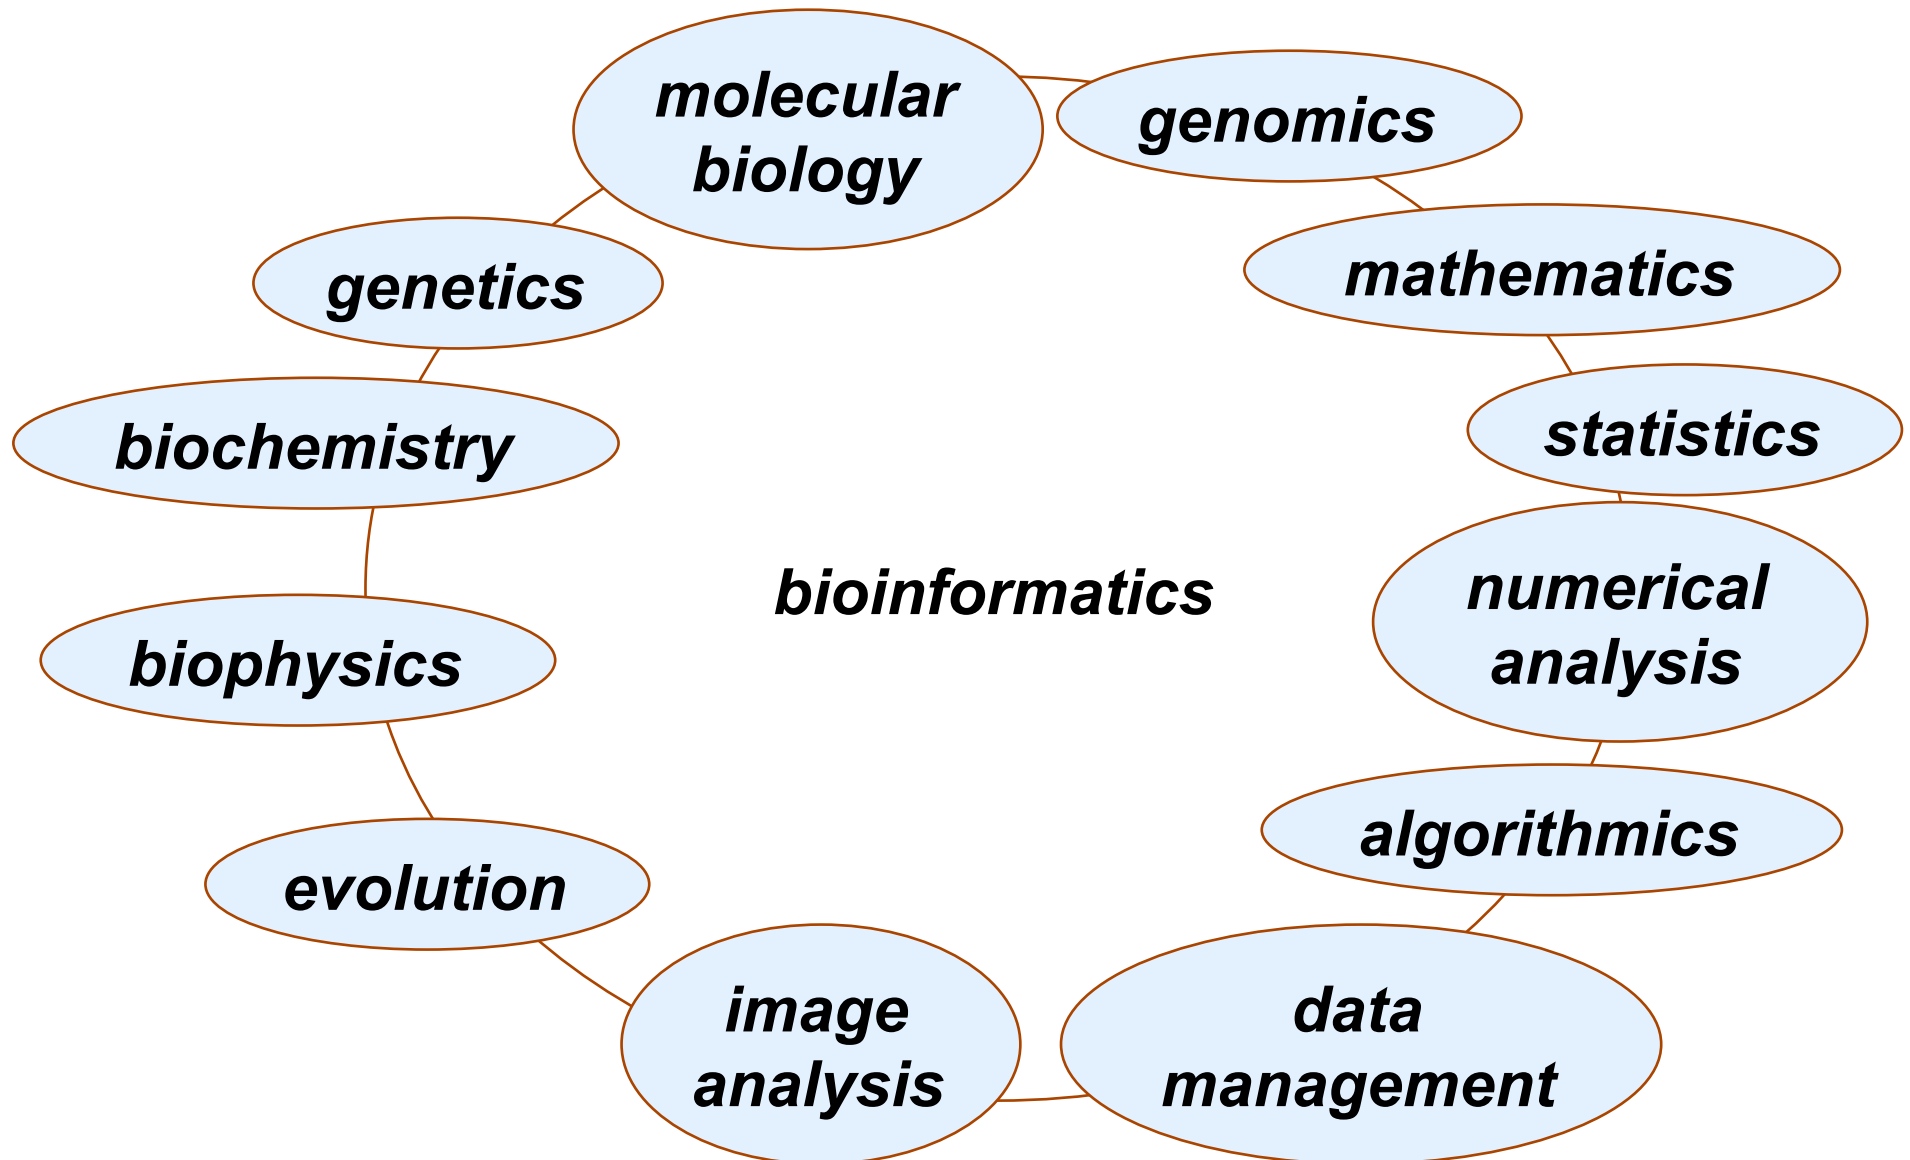 molecular
biology
genomics
genetics
mathematics
biochemistry
statistics
bioinformatics
numerical
analysis
biophysics
algorithmics
evolution
image
analysis
data
management